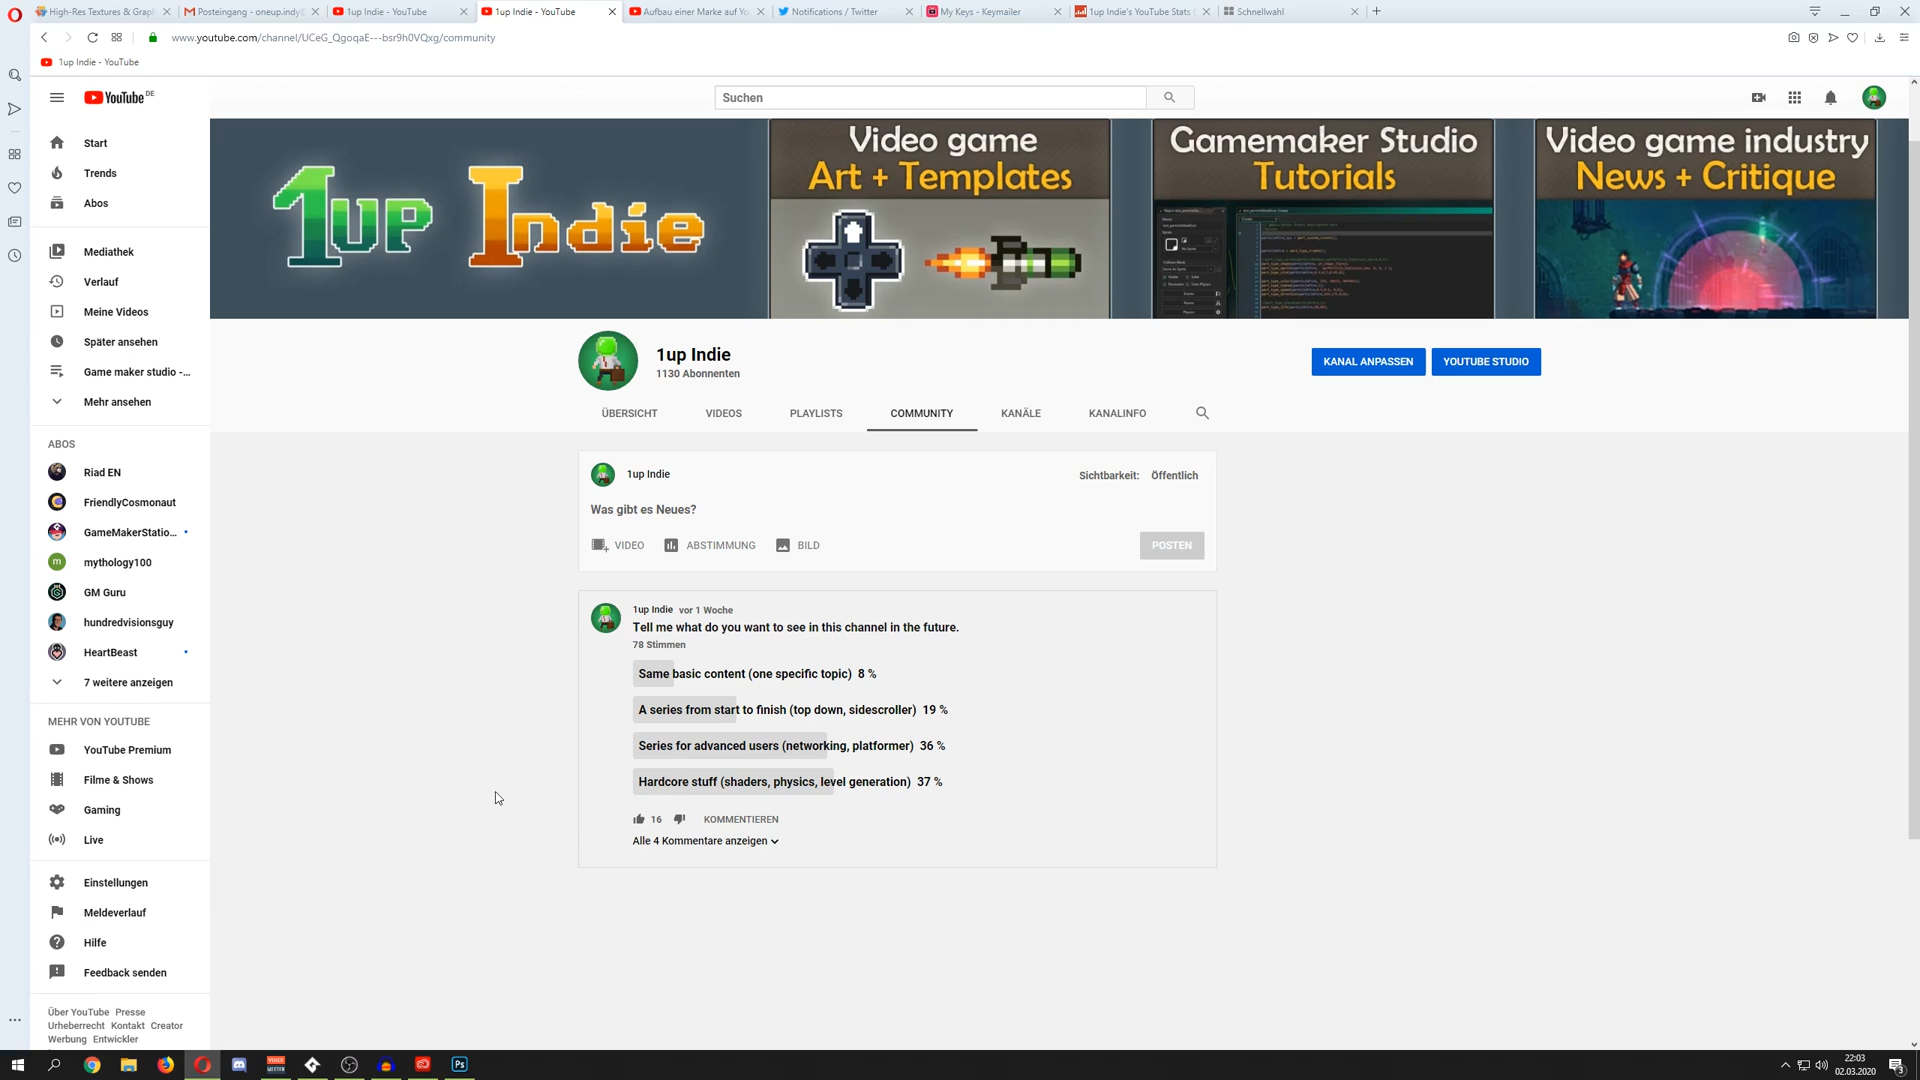 High-Res Textures & Graph
Posteingang - oneup.indy@
1up Indie - YouTube
1up Indie - YouTube
Aufbau einer Marke auf Yo
Notifications / Twitter
My Keys - Keymailer
1up Indie's YouTube Stats
Schnellwahl
www.youtube.com/channel/UCeG_QgoqaE---bsr9h0VQxg/community
1up Indie - YouTube
YouTube DE
Suchen
Start
Trends
Abos
Mediathek
Verlauf
Meine Videos
Später ansehen
Game maker studio -...
Mehr ansehen
ABOS
Riad EN
FriendlyCosmonaut
GameMakerStatio...
m mythology100
GM Guru
hundredvisionsguy
HeartBeast
7 weitere anzeigen
MEHR VON YOUTUBE
YouTube Premium
Filme & Shows
Gaming
Live
Einstellungen
Meldeverlauf
Hilfe
Feedback senden
Über YouTube Presse
Urheberrecht Kontakt Creator
Werbung Entwickler
1UP Indie
Video game
Art + Templates
Gamemaker Studio
Tutorials
Video game industry
News + Critique
1up Indie
1130 Abonnenten
KANAL ANPASSEN
YOUTUBE STUDIO
ÜBERSICHT
VIDEOS
PLAYLISTS
COMMUNITY
KANÄLE
KANALINFO
1up Indie
Sichtbarkeit: Öffentlich
Was gibt es Neues?
VIDEO
ABSTIMMUNG
BILD
POSTEN
1up Indie vor 1 Woche
Tell me what do you want to see in this channel in the future.
78 Stimmen
Same basic content (one specific topic) 8 %
A series from start to finish (top down, sidescroller) 19 %
Series for advanced users (networking, platformer) 36 %
Hardcore stuff (shaders, physics, level generation) 37 %
16
KOMMENTIEREN
Alle 4 Kommentare anzeigen
Ps
22:03
02.03.2020
3